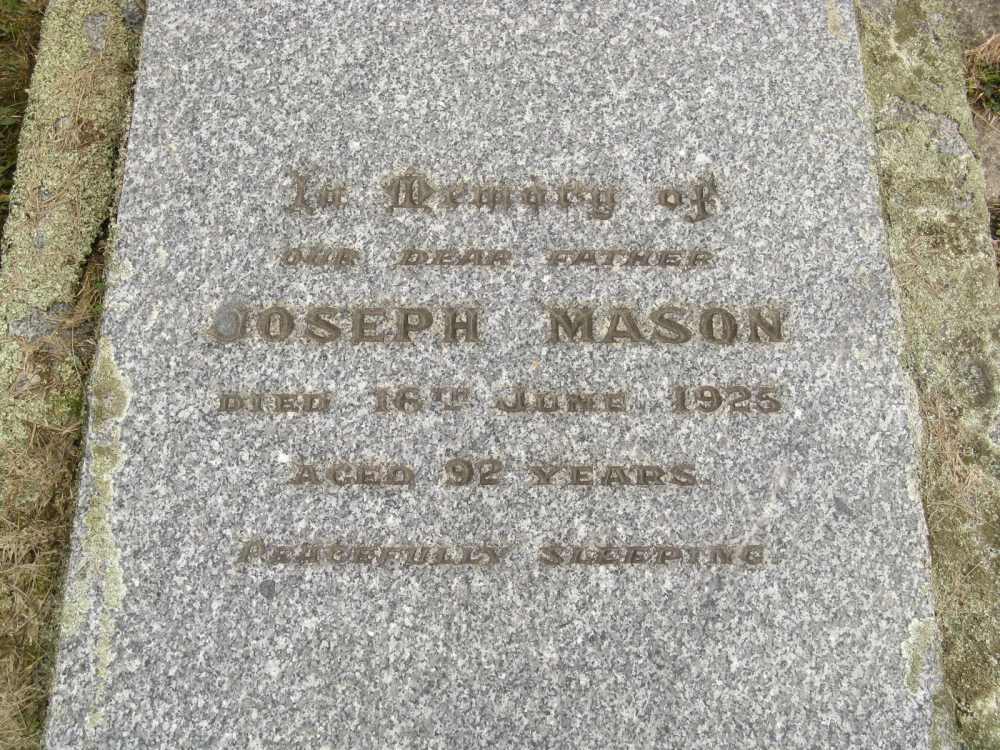 In Memory of
OUR DEAR FATHER
JOSEPH MASON
DIED 16TH JUNE 1925
AGED 92 YEARS.
PEACEFULLY SLEEPING.